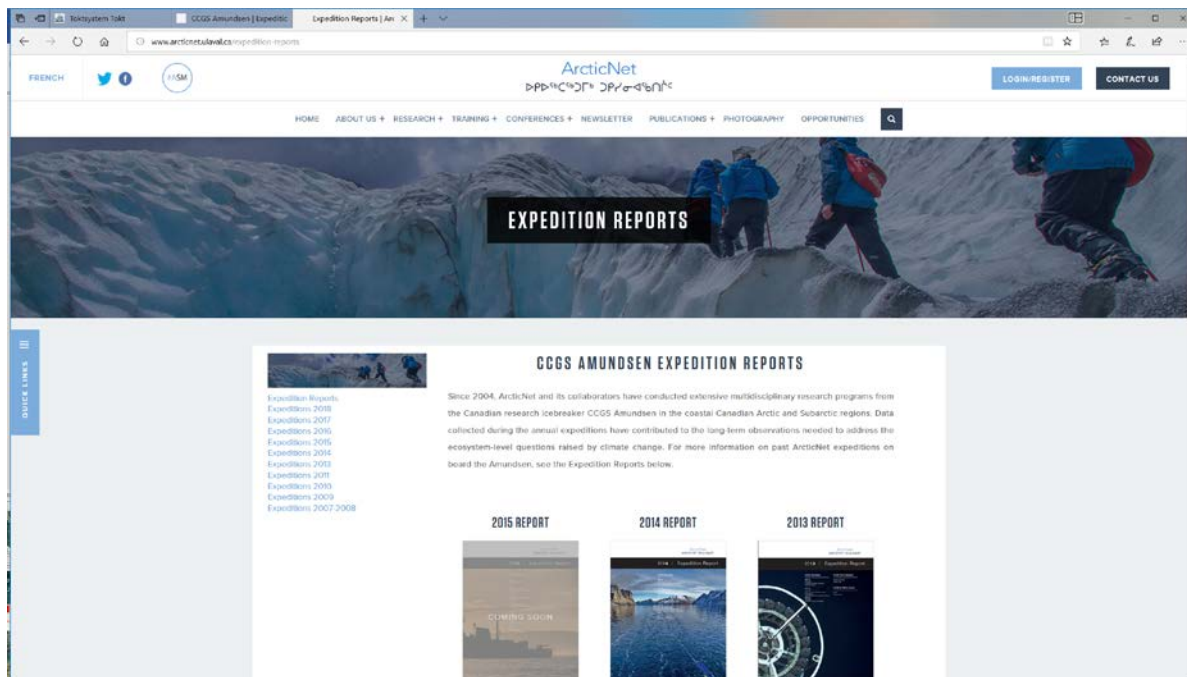 Toktsystem Tokt
CCGS Amundsen | Expeditic
Expedition Reports | Arc
www.arcticnet.ulaval.ca/expedition-reports
FRENCH
ArcticNet
ᐅᑭᐅᖅᑕᖅᑐᒥᒃ ᑐᑭᓯᓂᐊᖃᑎᒌᑦ
LOGIN/REGISTER
CONTACT US
HOME ABOUT US + RESEARCH + TRAINING + CONFERENCES + NEWSLETTER PUBLICATIONS + PHOTOGRAPHY OPPORTUNITIES
EXPEDITION REPORTS
QUICK LINKS
Expedition Reports
Expeditions 2018
Expeditions 2017
Expeditions 2016
Expeditions 2015
Expeditions 2014
Expeditions 2013
Expeditions 2011
Expeditions 2010
Expeditions 2009
Expeditions 2007-2008
CCGS AMUNDSEN EXPEDITION REPORTS
Since 2004, ArcticNet and its collaborators have conducted extensive multidisciplinary research programs from
the Canadian research icebreaker CCGS Amundsen in the coastal Canadian Arctic and Subarctic regions. Data
collected during the annual expeditions have contributed to the long-term observations needed to address the
ecosystem-level questions raised by climate change. For more information on past ArcticNet expeditions on
board the Amundsen, see the Expedition Reports below.
2015 REPORT
2014 REPORT
2013 REPORT
Expedition Report
COMING SOON
Expedition Report
Expedition Report